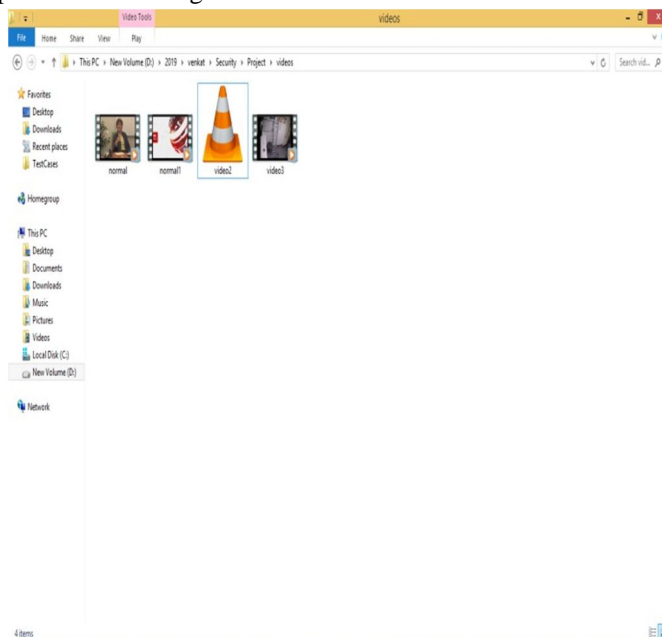 Video Tools
videos
File Home Share View Play
This PC New Volume (D:) 2019 venkat Security Project videos
Search vid...
Favorites
Desktop
Downloads
Recent places
TestCases
normal normal1 video2 video3
Homegroup
This PC
Desktop
Documents
Downloads
Music
Pictures
Videos
Local Disk (C:)
New Volume (D:)
Network
4 items